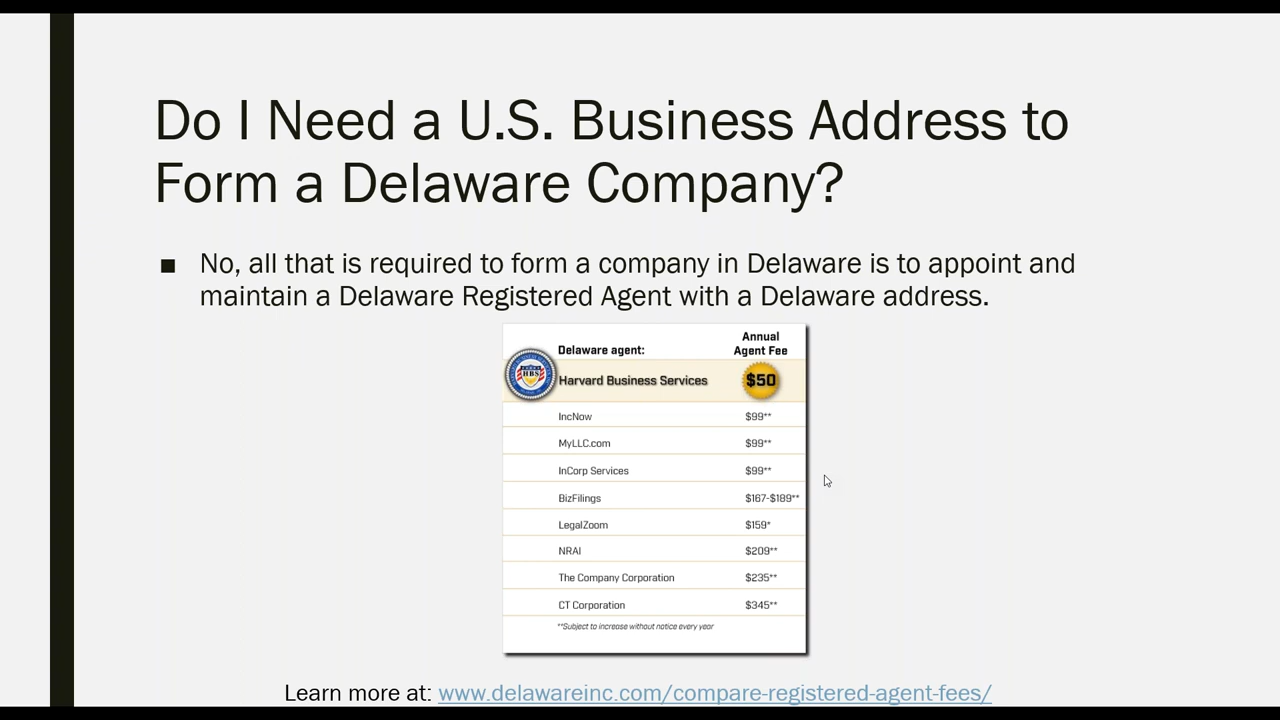 Do I Need a U.S. Business Address to
Form a Delaware Company?
■ No, all that is required to form a company in Delaware is to appoint and
maintain a Delaware Registered Agent with a Delaware address.
Annual
Delaware agent: Agent Fee
HBS
Harvard Business Services $50
IncNow $99**
MyLLC.com $99**
InCorp Services $99**
BizFilings $167-$189**
LegalZoom $159*
NRAI $209**
The Company Corporation $235**
CT Corporation $345**
**Subject to increase without notice every year
Learn more at: www.delawareinc.com/compare-registered-agent-fees/